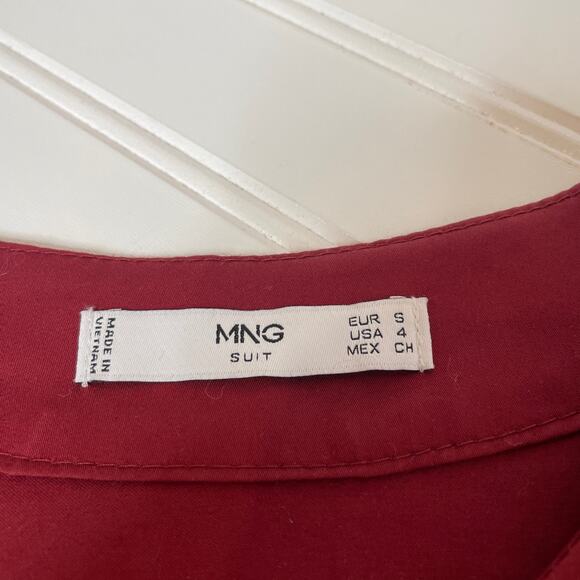 MADE IN
VIETNAM
MNG
SUIT
EUR S
USA 4
MEX CH